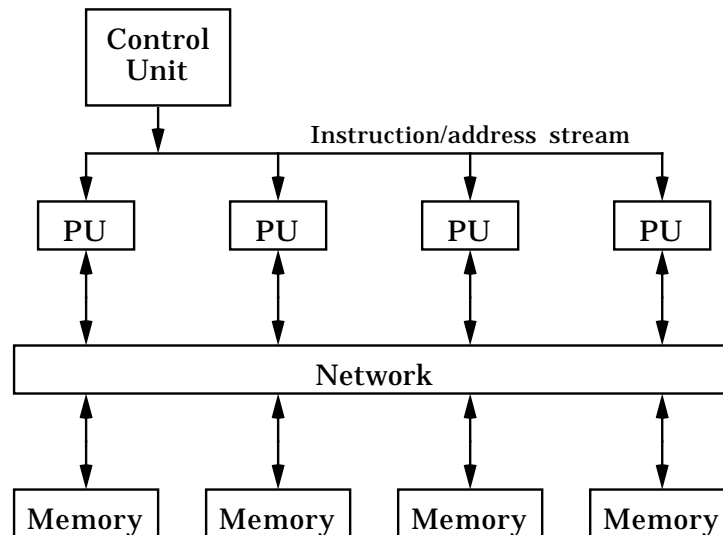 Control
Unit
Instruction/address stream
PU PU PU PU
Network
Memory Memory Memory Memory